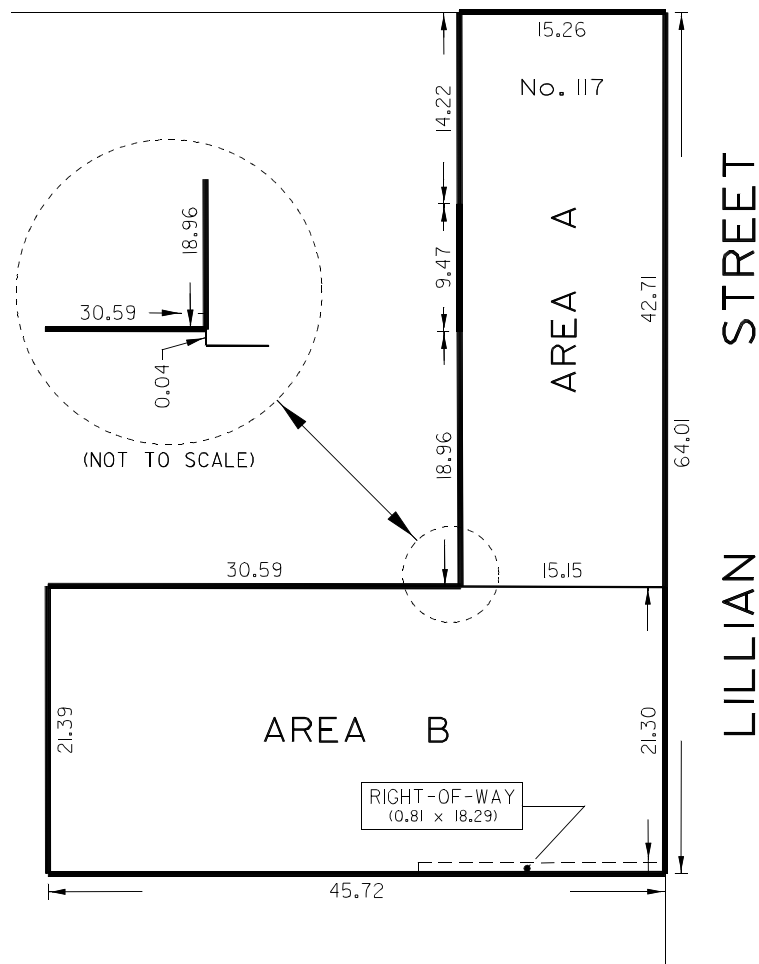 15.26
No. 117
14.22
9.47
18.96
AREA A
42.71
64.01
LILLIAN STREET
18.96
30.59
0.04
(NOT TO SCALE)
30.59
15.15
21.39
AREA B
21.30
RIGHT-OF-WAY
(0.81 x 18.29)
45.72